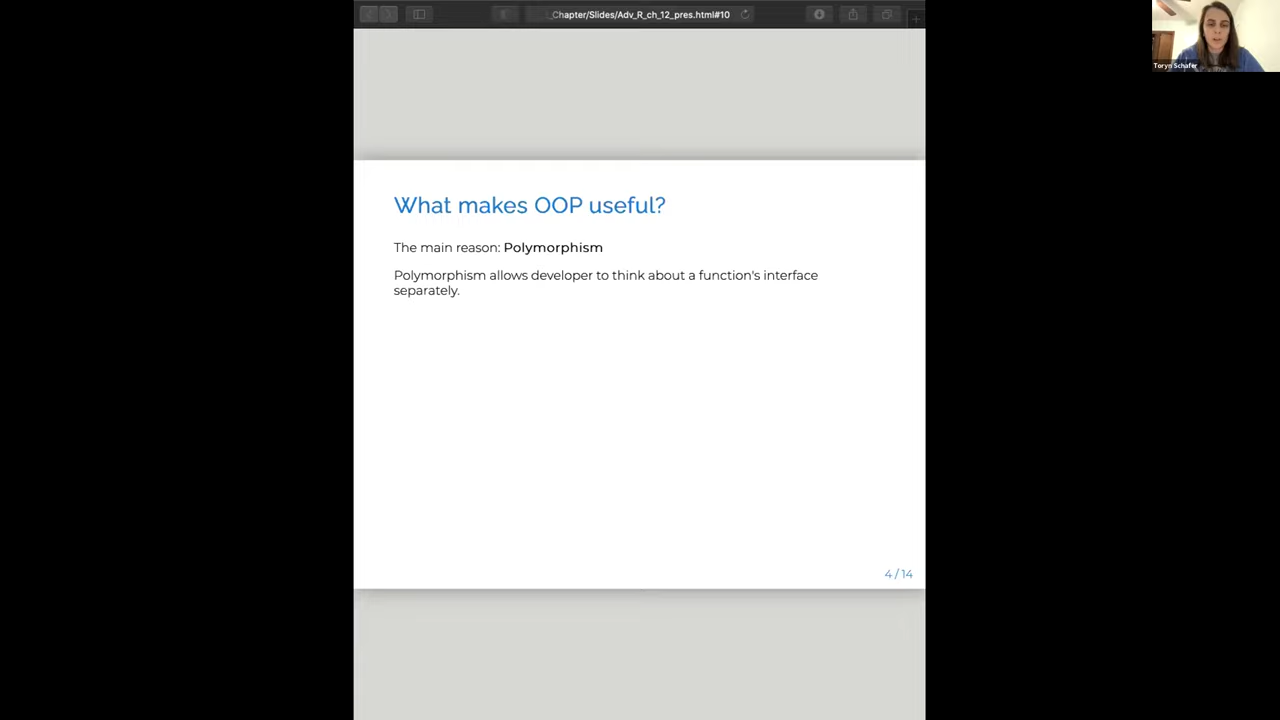 _Chapter/Slides/Adv_R_ch_12_pres.html#10
Toryn Schafer
What makes OOP useful?
The main reason: Polymorphism
Polymorphism allows developer to think about a function's interface
separately.
4 / 14